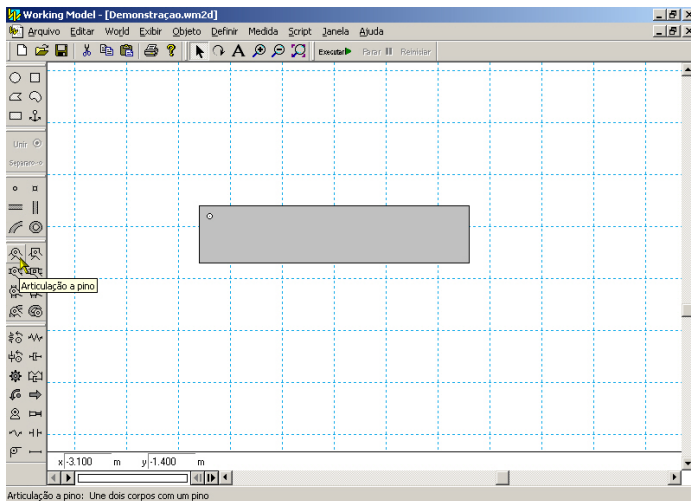 Working Model - [Demonstraçao.wm2d]
Arquivo Editar World Exibir Objeto Definir Medida Script Janela Ajuda
A Executar Parar Reiniciar
Unir
Separaro-o
Articulação a pino
x -3.100 m y -1.400 m
Articulação a pino: Une dois corpos com um pino